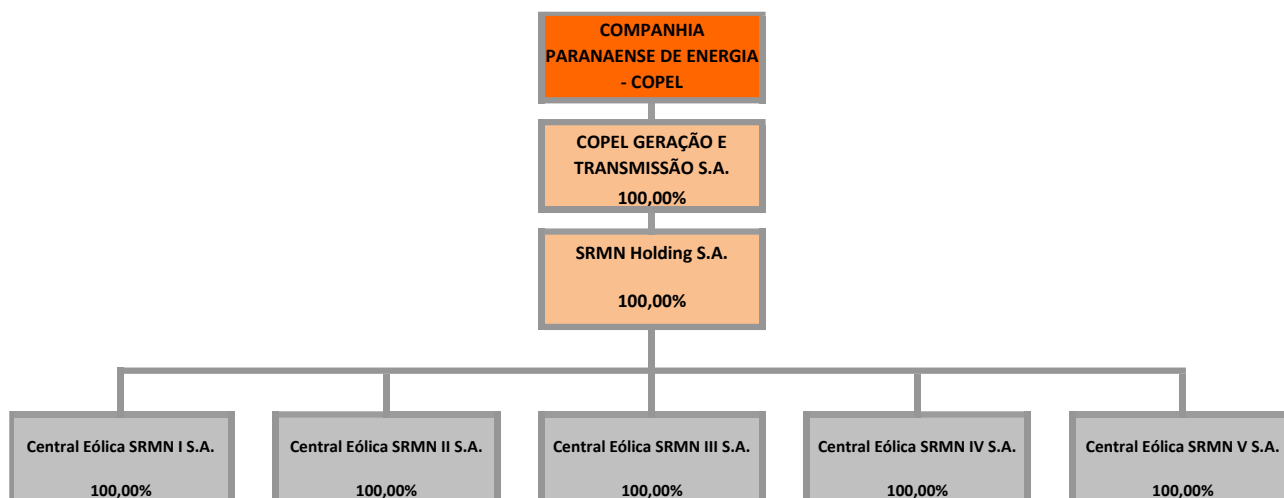 COMPANHIA
PARANAENSE DE ENERGIA
- COPEL
COPEL GERAÇÃO E
TRANSMISSÃO S.A.
100,00%
SRMN Holding S.A.
100,00%
Central Eólica SRMN I S.A.
100,00%
Central Eólica SRMN II S.A.
100,00%
Central Eólica SRMN III S.A.
100,00%
Central Eólica SRMN IV S.A.
100,00%
Central Eólica SRMN V S.A.
100,00%